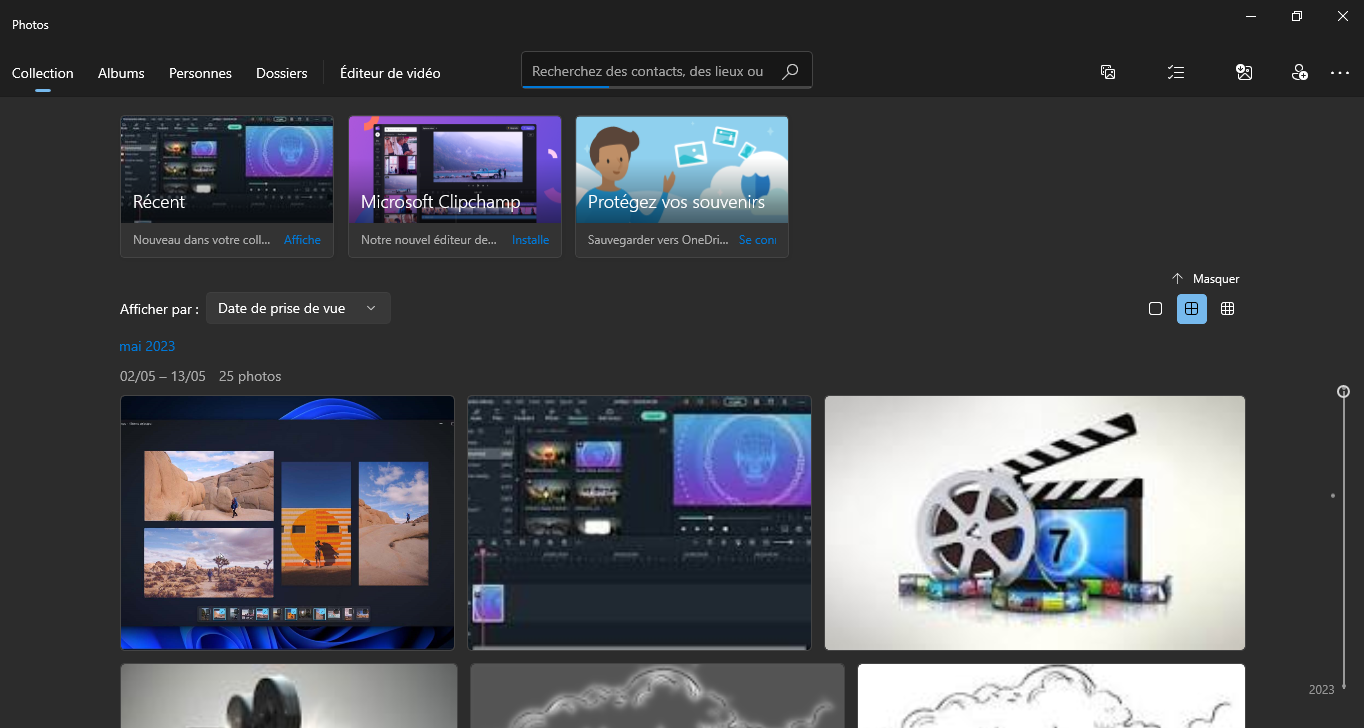 Photos
Collection Albums Personnes Dossiers Éditeur de vidéo
Recherchez des contacts, des lieux ou
Récent
Nouveau dans votre coll... Affiche
Microsoft Clipchamp
Notre nouvel éditeur de... Installe
Protégez vos souvenirs
Sauvegarder vers OneDri... Se con
Masquer
Afficher par : Date de prise de vue
mai 2023
02/05 – 13/05 25 photos
7
2023